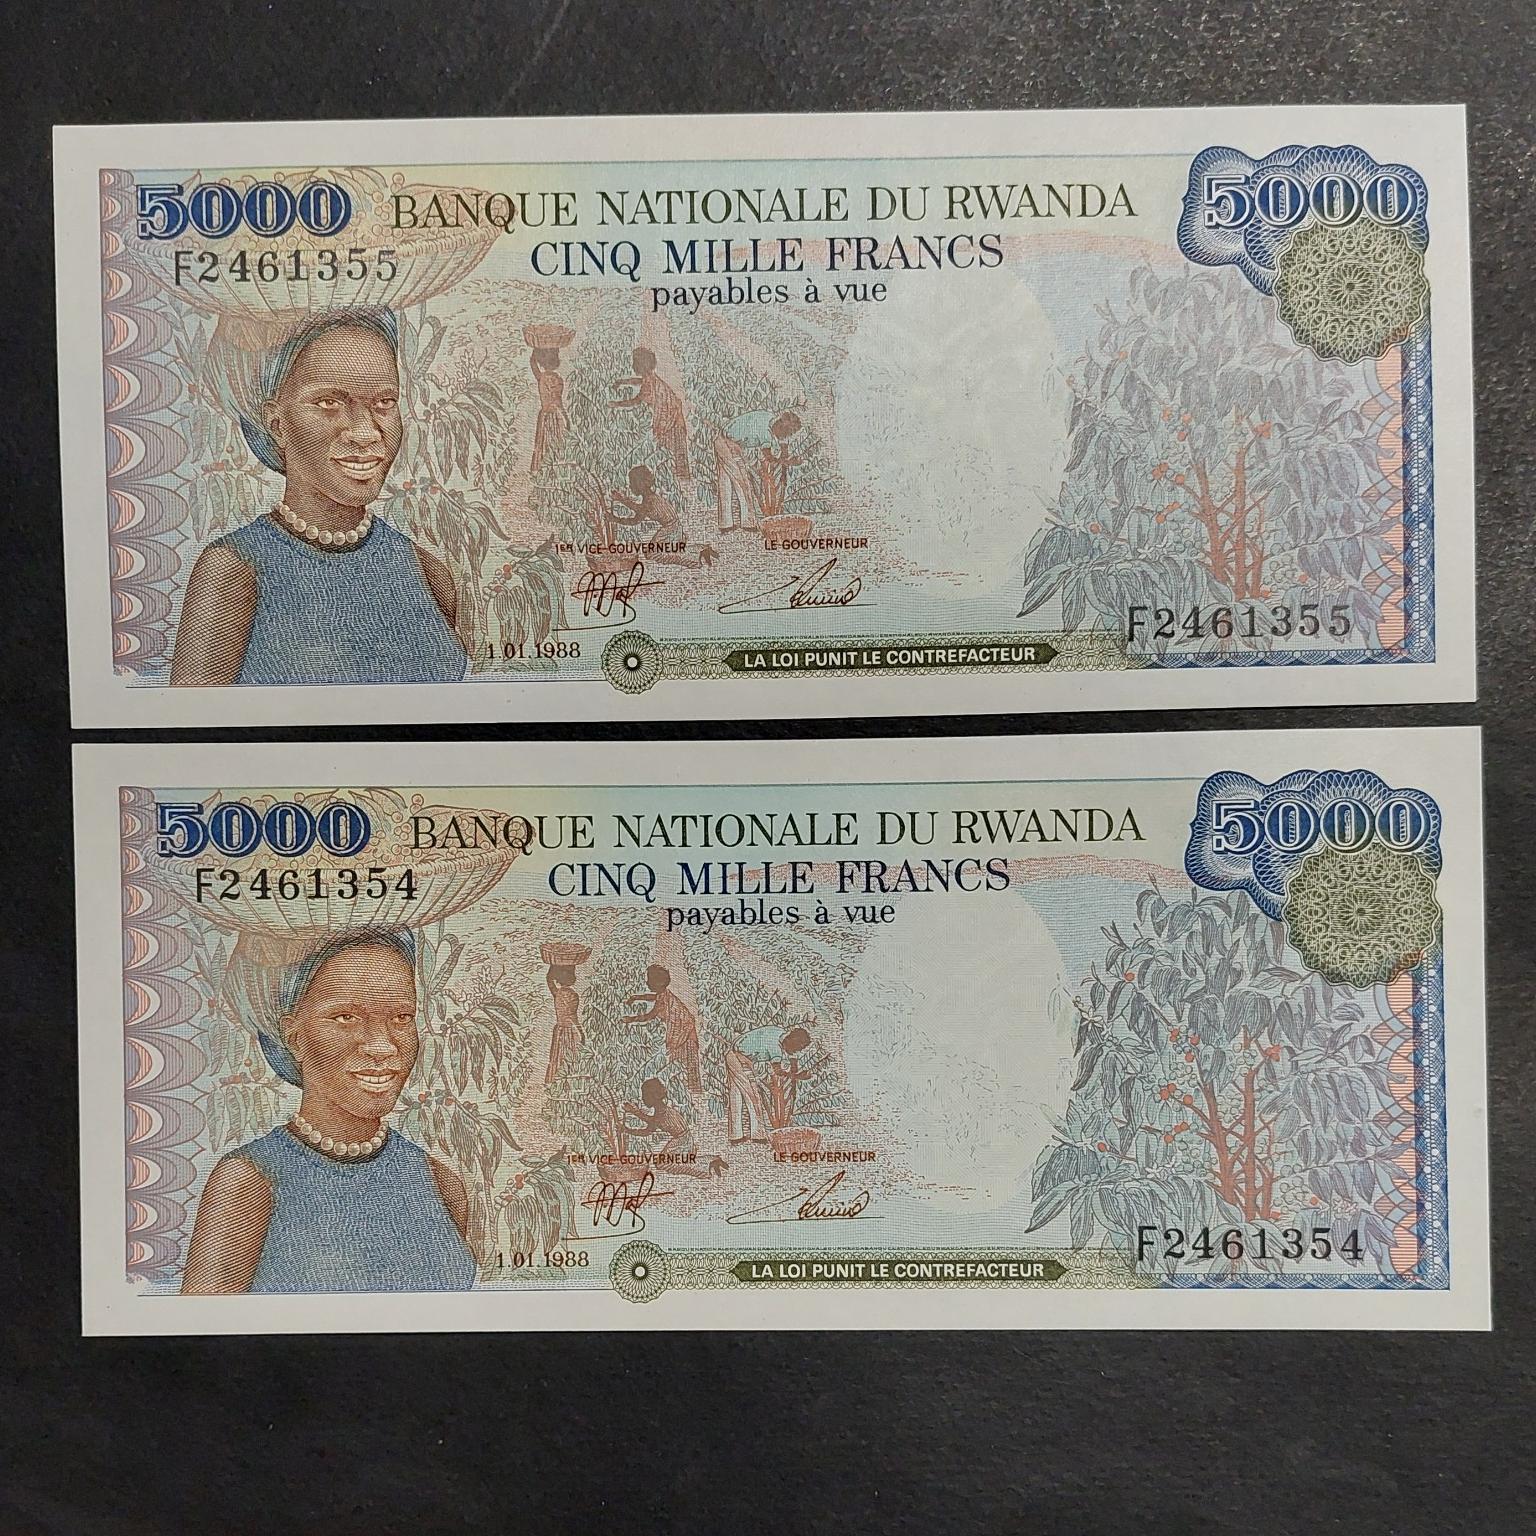 5000 BANQUE NATIONALE DU RWANDA 5000
F2461355 CINQ MILLE FRANCS
payables à vue
1ER VICE-GOUVERNEUR LE GOUVERNEUR
F2461355
1.01.1988 LA LOI PUNIT LE CONTREFACTEUR
5000 BANQUE NATIONALE DU RWANDA 5000
F2461354 CINQ MILLE FRANCS
payables à vue
1ER VICE-GOUVERNEUR LE GOUVERNEUR
F2461354
1.01.1988 LA LOI PUNIT LE CONTREFACTEUR